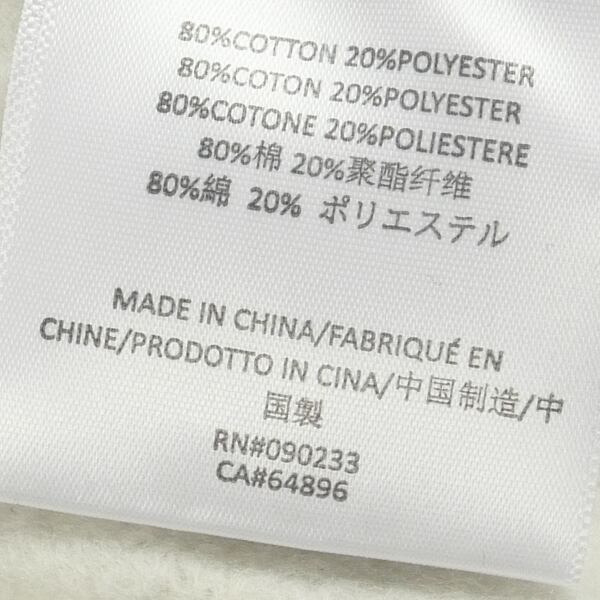 80%COTTON 20%POLYESTER
80%COTON 20%POLYESTER
80%COTONE 20%POLIESTERE
80%棉 20%聚酯纤维
80%綿 20% ポリエステル
MADE IN CHINA/FABRIQUÉ EN
CHINE/PRODOTTO IN CINA/中国制造/中
国製
RN#090233
CA#64896